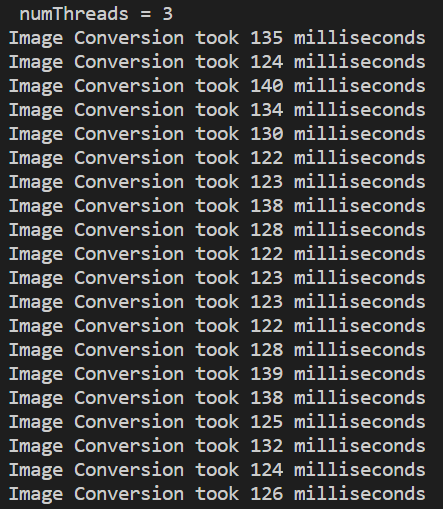 numThreads = 3
Image Conversion took 135 milliseconds
Image Conversion took 124 milliseconds
Image Conversion took 140 milliseconds
Image Conversion took 134 milliseconds
Image Conversion took 130 milliseconds
Image Conversion took 122 milliseconds
Image Conversion took 123 milliseconds
Image Conversion took 138 milliseconds
Image Conversion took 128 milliseconds
Image Conversion took 122 milliseconds
Image Conversion took 123 milliseconds
Image Conversion took 123 milliseconds
Image Conversion took 122 milliseconds
Image Conversion took 128 milliseconds
Image Conversion took 139 milliseconds
Image Conversion took 138 milliseconds
Image Conversion took 125 milliseconds
Image Conversion took 132 milliseconds
Image Conversion took 124 milliseconds
Image Conversion took 126 milliseconds